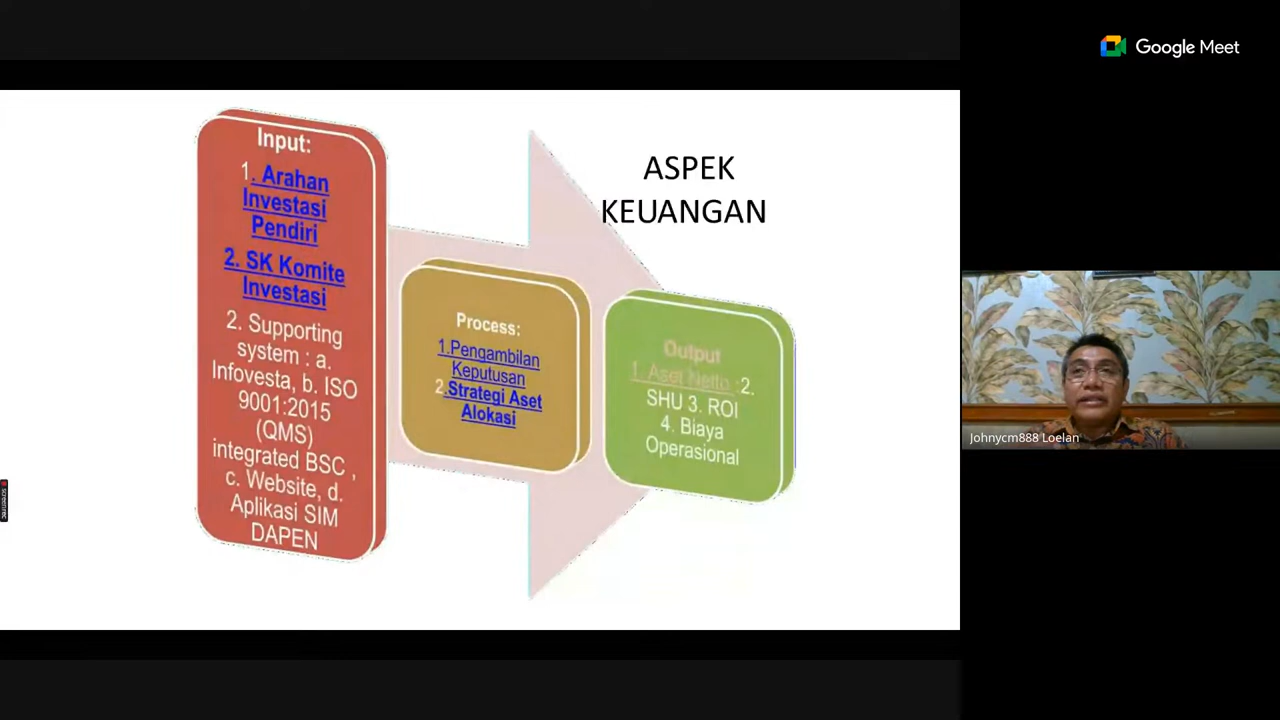 Google Meet
ASPEK
KEUANGAN
Input:
1. Arahan
Investasi
Pendiri
2. SK Komite
Investasi
2. Supporting
system : a.
Infovesta, b. ISO
9001:2015
(QMS)
integrated BSC ,
c. Website, d.
Aplikasi SIM
DAPEN
Process:
1.Pengambilan
Keputusan
2.Strategi Aset
Alokasi
Output
1. Aset Netto :2.
SHU 3. ROI
4. Biaya
Operasional
Johnycm888 Loelan